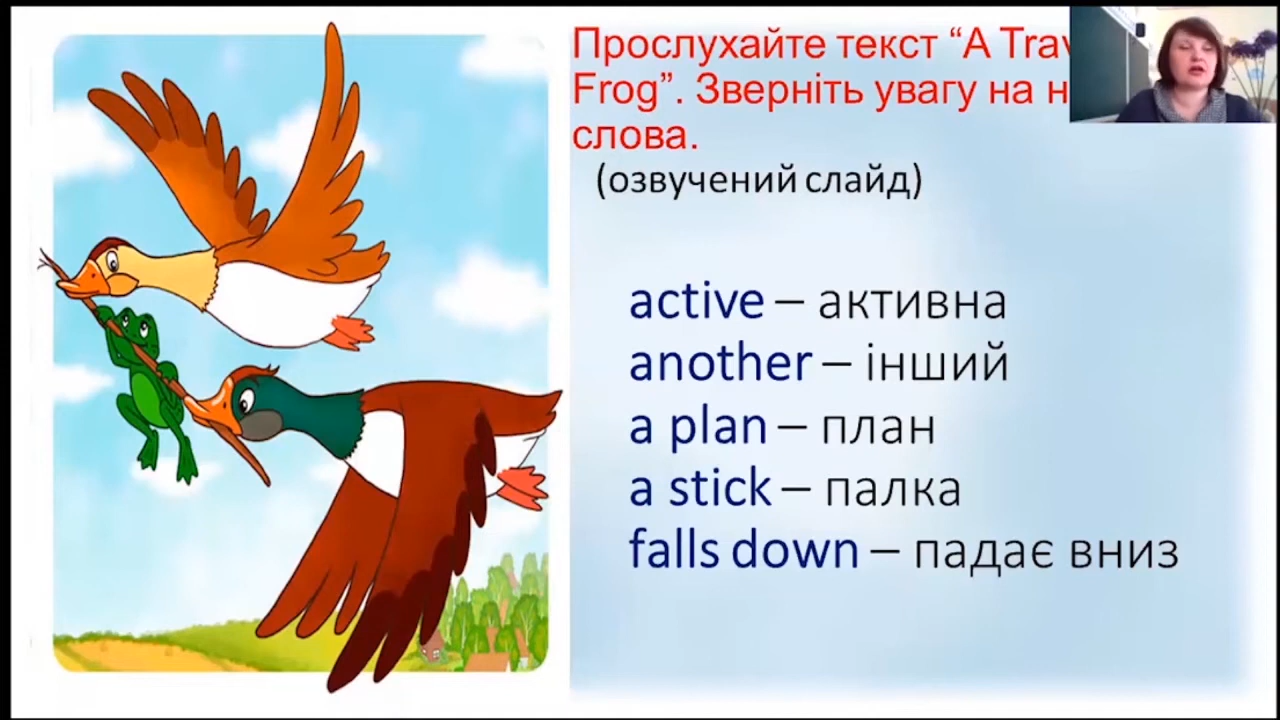 Прослухайте текст “A
Frog”. Зверніть увагу на
слова.
(озвучений слайд)
active – активна
another – інший
a plan – план
a stick – палка
falls down – падає вниз